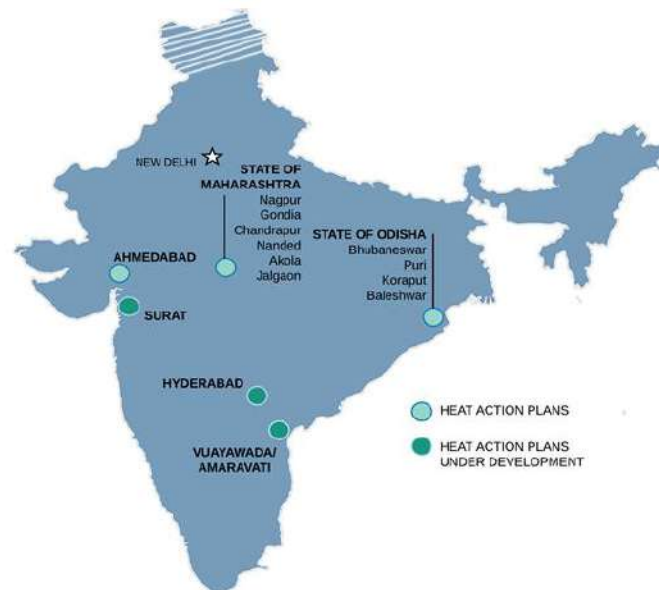 NEW DELHI
STATE OF
MAHARASHTRA
Nagpur
Gondia
Chandrapur
Nanded
Akola
Jalgaon
STATE OF ODISHA
Bhubaneswar
Puri
Koraput
Baleshwar
AHMEDABAD
SURAT
HYDERABAD
VIJAYAWADA/
AMARAVATI
HEAT ACTION PLANS
HEAT ACTION PLANS
UNDER DEVELOPMENT